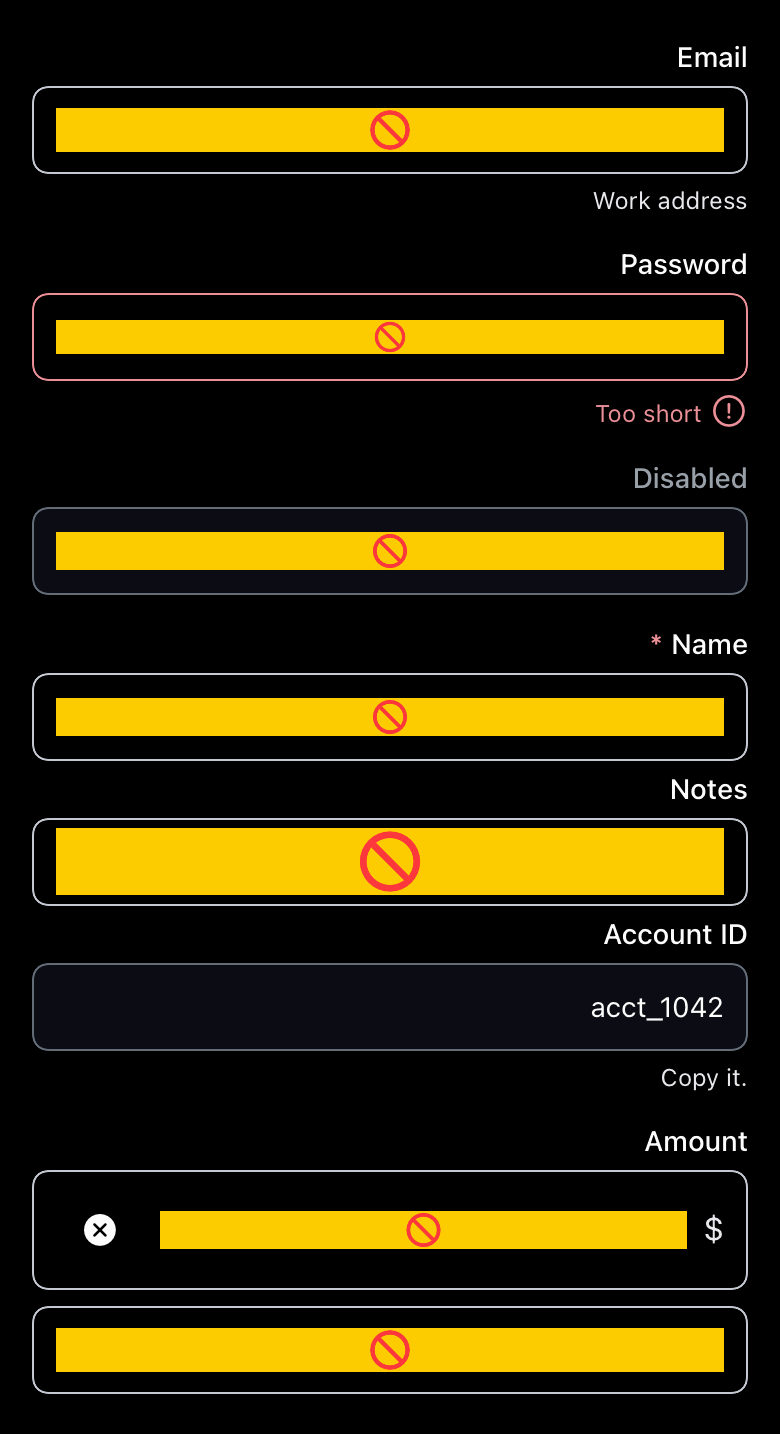 Email
Work address
Password
Too short
Disabled
* Name
Notes
Account ID
acct_1042
Copy it.
Amount
$